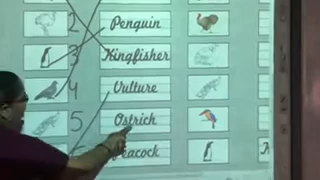 2 Penguin
3 Kingfisher
4 Vulture
5 Ostrich
Peacock